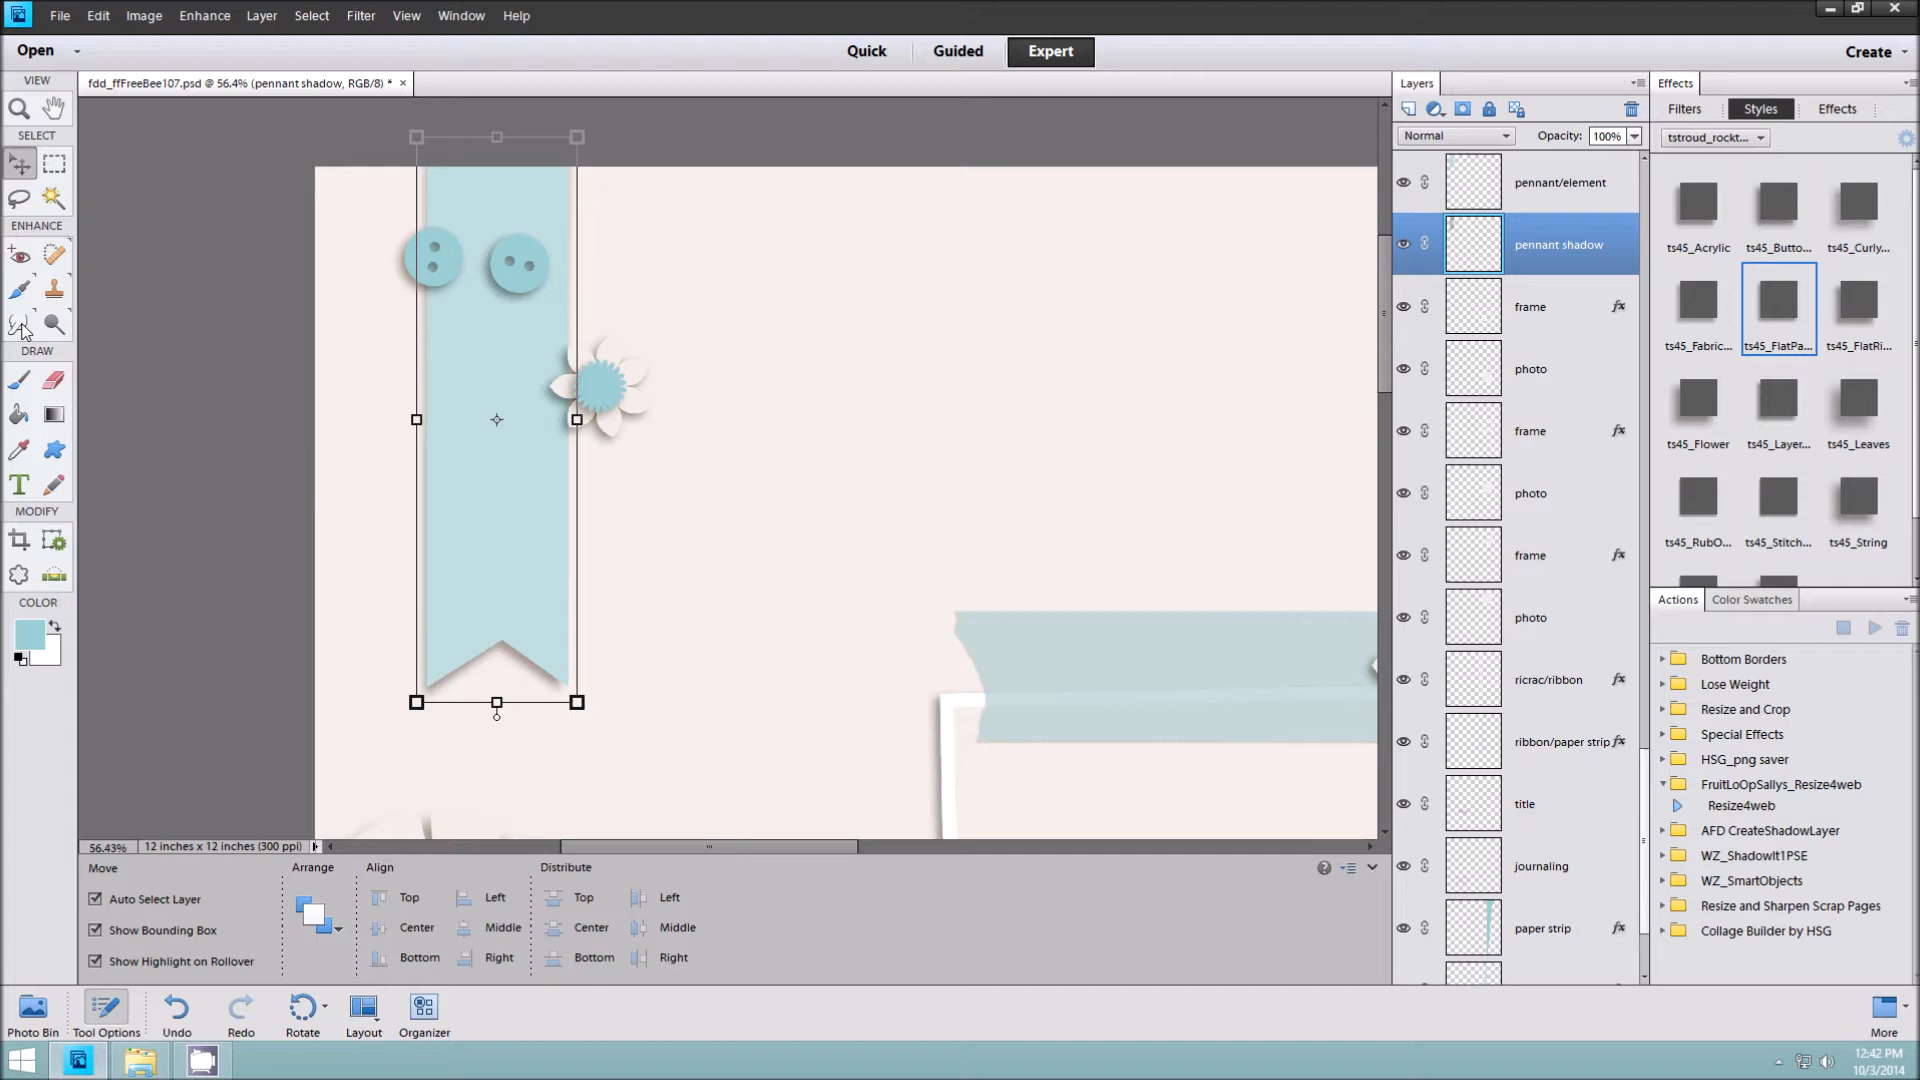 File Edit Image Enhance Layer Select Filter View Window Help
Open
Quick Guided Expert
Create
VIEW
fdd_ffFreeBee107.psd @ 56.4% (pennant shadow, RGB/8) * ×
SELECT
ENHANCE
DRAW
MODIFY
COLOR
Layers
Normal
Opacity: 100%
pennant/element
pennant shadow
frame fx
photo
frame fx
photo
frame fx
photo
ricrac/ribbon fx
ribbon/paper strip fx
title
journaling
paper strip fx
Effects
Filters Styles Effects
tstroud_rockt...
ts45_Acrylic ts45_Butto... ts45_Curly...
ts45_Fabric... ts45_FlatPa... ts45_FlatRi...
ts45_Flower ts45_Layer... ts45_Leaves
ts45_RubO... ts45_Stitch... ts45_String
Actions Color Swatches
Bottom Borders
Lose Weight
Resize and Crop
Special Effects
HSG_png saver
FruitLoOpSallys_Resize4web
Resize4web
AFD CreateShadowLayer
WZ_ShadowIt1PSE
WZ_SmartObjects
Resize and Sharpen Scrap Pages
Collage Builder by HSG
56.43% 12 inches x 12 inches (300 ppi)
Move
Auto Select Layer
Show Bounding Box
Show Highlight on Rollover
Arrange
Align
Top Left
Center Middle
Bottom Right
Distribute
Top Left
Center Middle
Bottom Right
Photo Bin Tool Options Undo Redo Rotate Layout Organizer
More
12:42 PM
10/3/2014